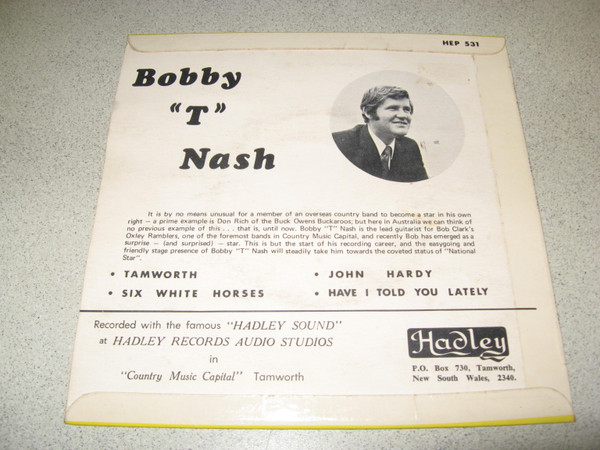 HEP 531
Bobby
"T"
Nash
It is by no means unusual for a member of an overseas country band to become a star in his own
right — a prime example is Don Rich of the Buck Owens Buckaroos; but here in Australia we can think of
no previous example of this . . . that is, until now. Bobby "T" Nash is the lead guitarist for Bob Clark's
Oxley Ramblers, one of the foremost bands in Country Music Capital, and recently Bob has emerged as a
surprise — (and surprised) — star. This is but the start of his recording career, and the easygoing and
friendly stage presence of Bobby "T" Nash will steadily take him towards the coveted status of "National
Star".
• TAMWORTH
• JOHN HARDY
• SIX WHITE HORSES
• HAVE I TOLD YOU LATELY
Recorded with the famous "HADLEY SOUND"
at HADLEY RECORDS AUDIO STUDIOS
in
"Country Music Capital" Tamworth
Hadley
P.O. Box 730, Tamworth,
New South Wales, 2340.